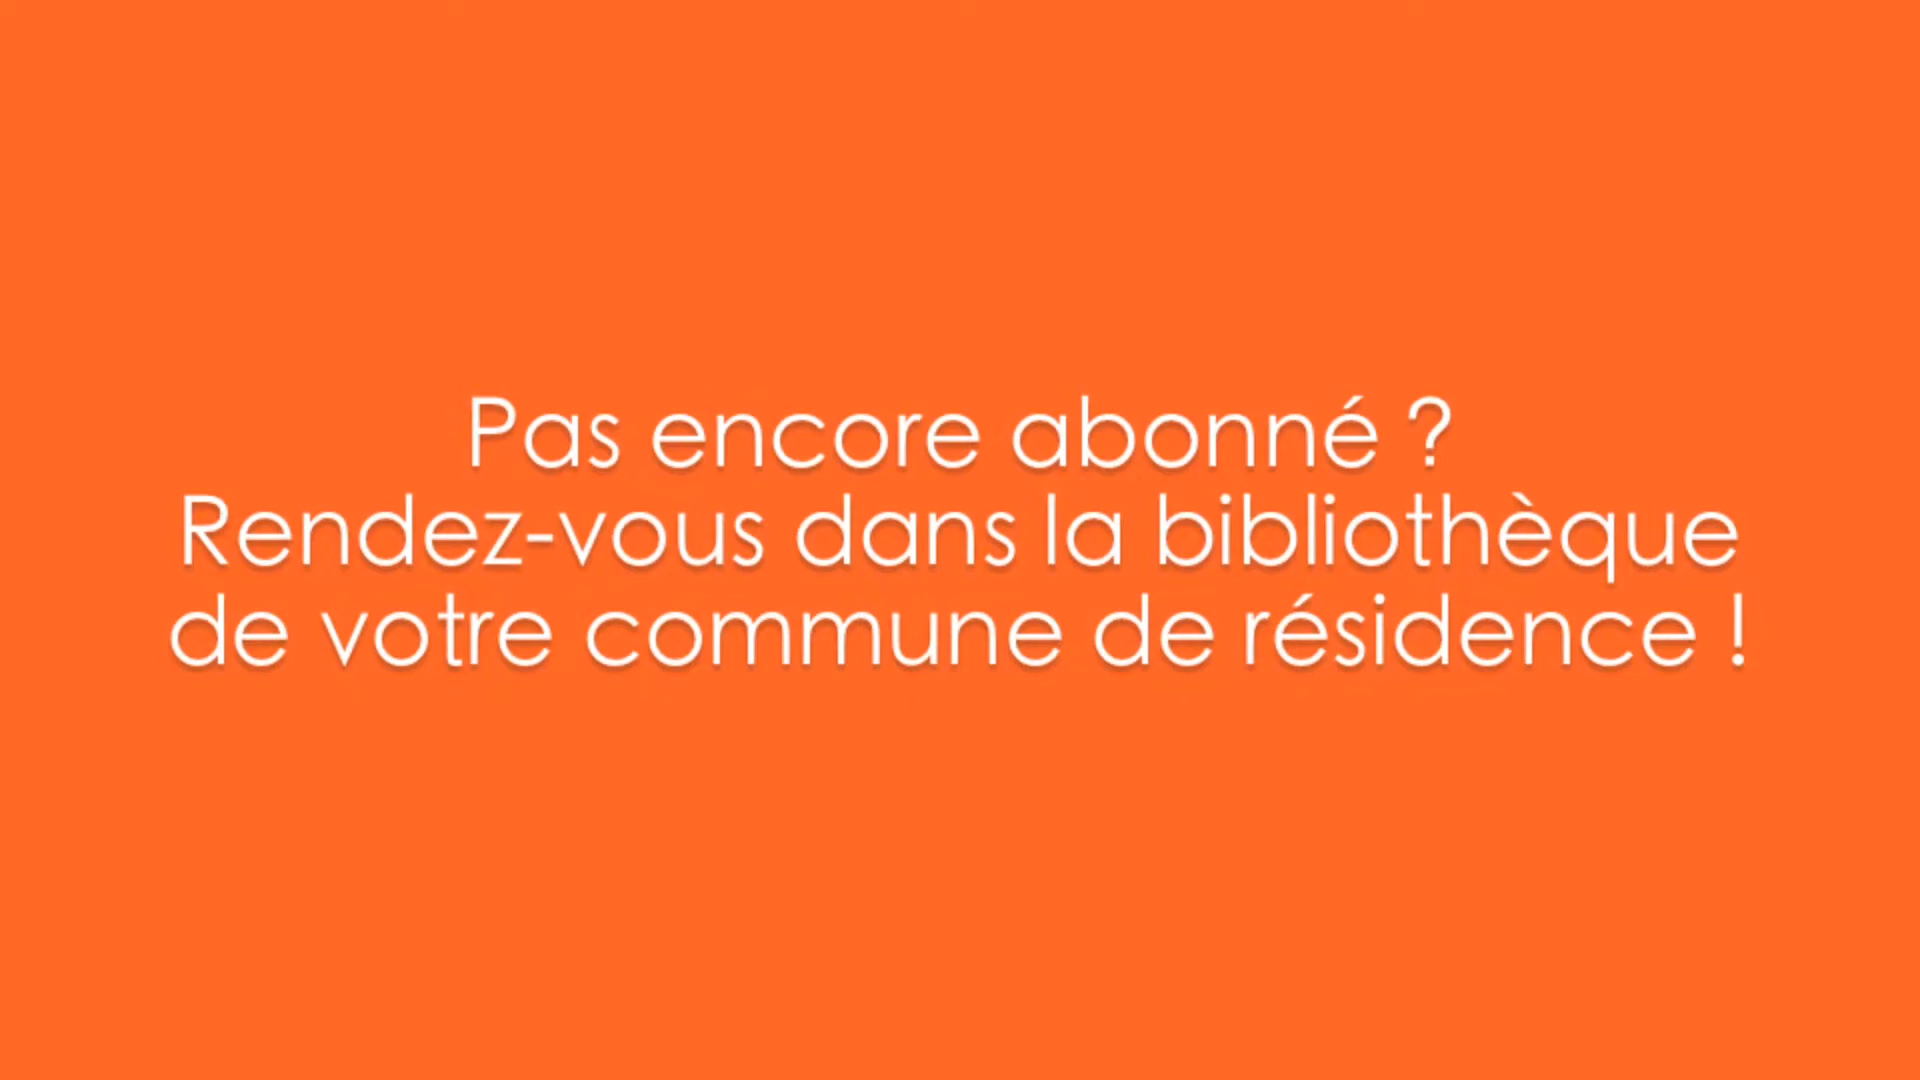 Pas encore abonné ?
Rendez-vous dans la bibliothèque
de votre commune de résidence !